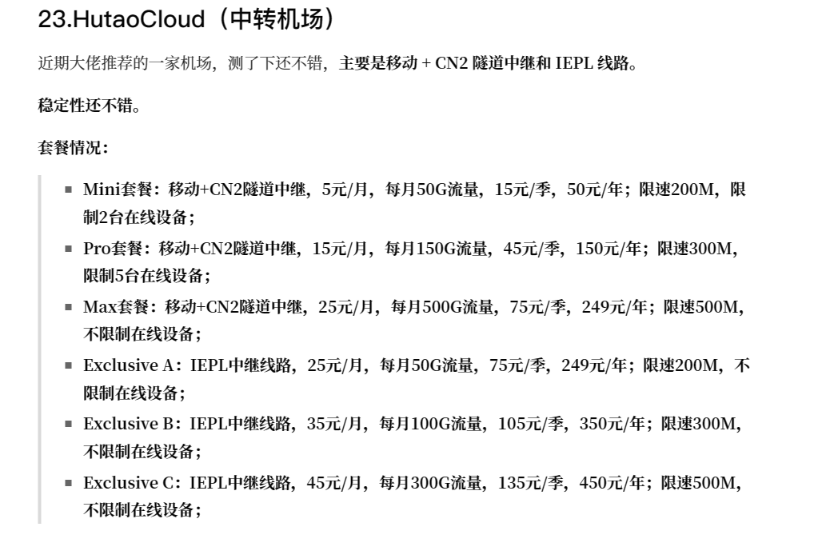 23.HutaoCloud（中转机场）
近期大佬推荐的一家机场，测了下还不错，主要是移动 + CN2 隧道中继和 IEPL 线路。
稳定性还不错。
套餐情况：
Mini套餐：移动+CN2隧道中继，5元/月，每月50G流量，15元/季，50元/年；限速200M，限
制2台在线设备；
Pro套餐：移动+CN2隧道中继，15元/月，每月150G流量，45元/季，150元/年；限速300M，
限制5台在线设备；
Max套餐：移动+CN2隧道中继，25元/月，每月500G流量，75元/季，249元/年；限速500M，
不限制在线设备；
Exclusive A：IEPL中继线路，25元/月，每月50G流量，75元/季，249元/年；限速200M，不
限制在线设备；
Exclusive B：IEPL中继线路，35元/月，每月100G流量，105元/季，350元/年；限速300M，
不限制在线设备；
Exclusive C：IEPL中继线路，45元/月，每月300G流量，135元/季，450元/年；限速500M，
不限制在线设备；